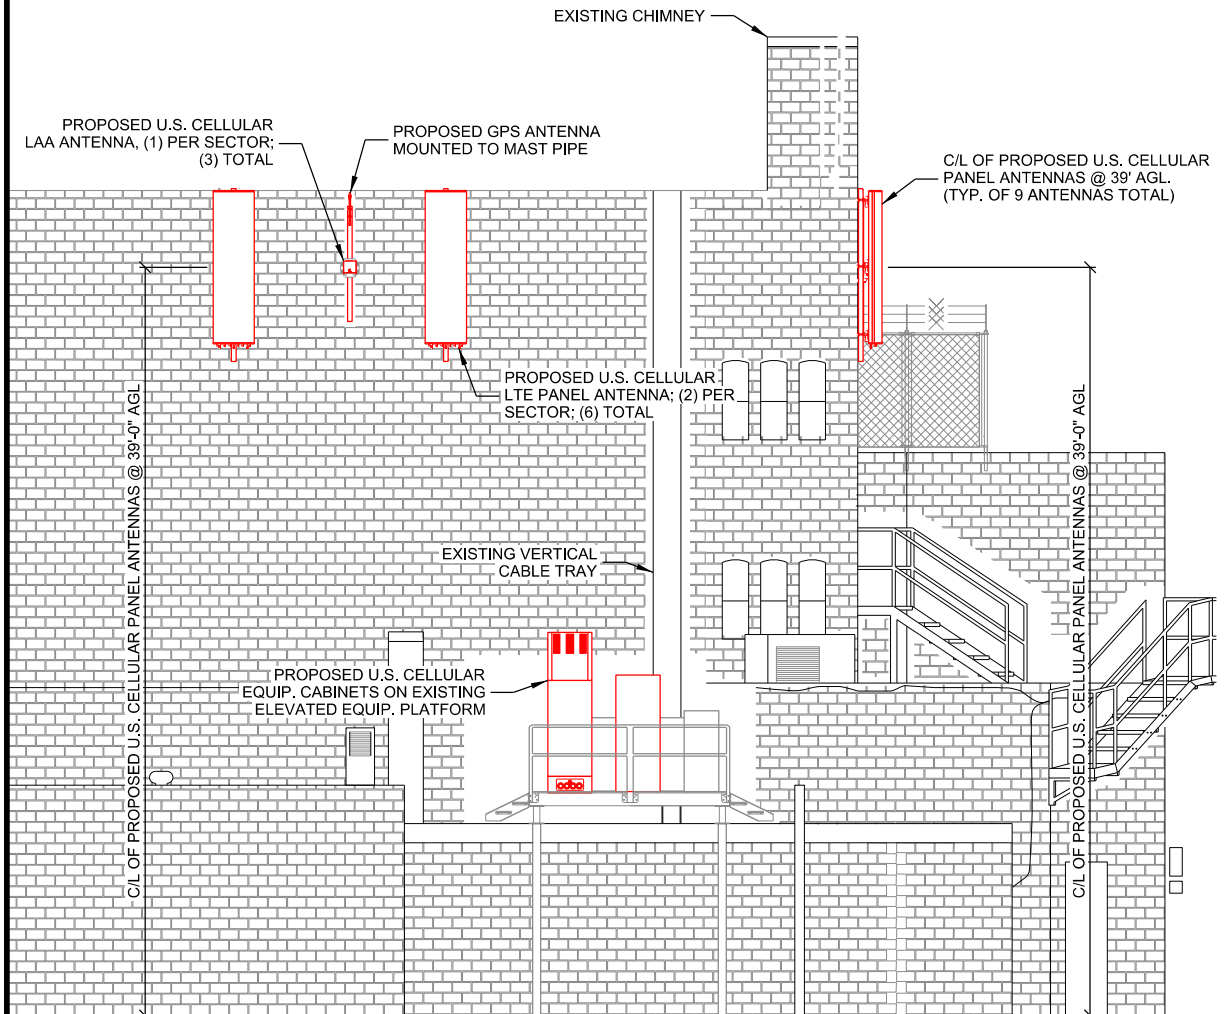 EXISTING CHIMNEY
PROPOSED U.S. CELLULAR
LAA ANTENNA, (1) PER SECTOR;
(3) TOTAL
PROPOSED GPS ANTENNA
MOUNTED TO MAST PIPE
C/L OF PROPOSED U.S. CELLULAR
PANEL ANTENNAS @ 39' AGL.
(TYP. OF 9 ANTENNAS TOTAL)
PROPOSED U.S. CELLULAR
LTE PANEL ANTENNA; (2) PER
SECTOR; (6) TOTAL
C/L OF PROPOSED U.S. CELLULAR PANEL ANTENNAS @ 39'-0" AGL
C/L OF PROPOSED U.S. CELLULAR PANEL ANTENNAS @ 39'-0" AGL
EXISTING VERTICAL
CABLE TRAY
PROPOSED U.S. CELLULAR
EQUIP. CABINETS ON EXISTING
ELEVATED EQUIP. PLATFORM